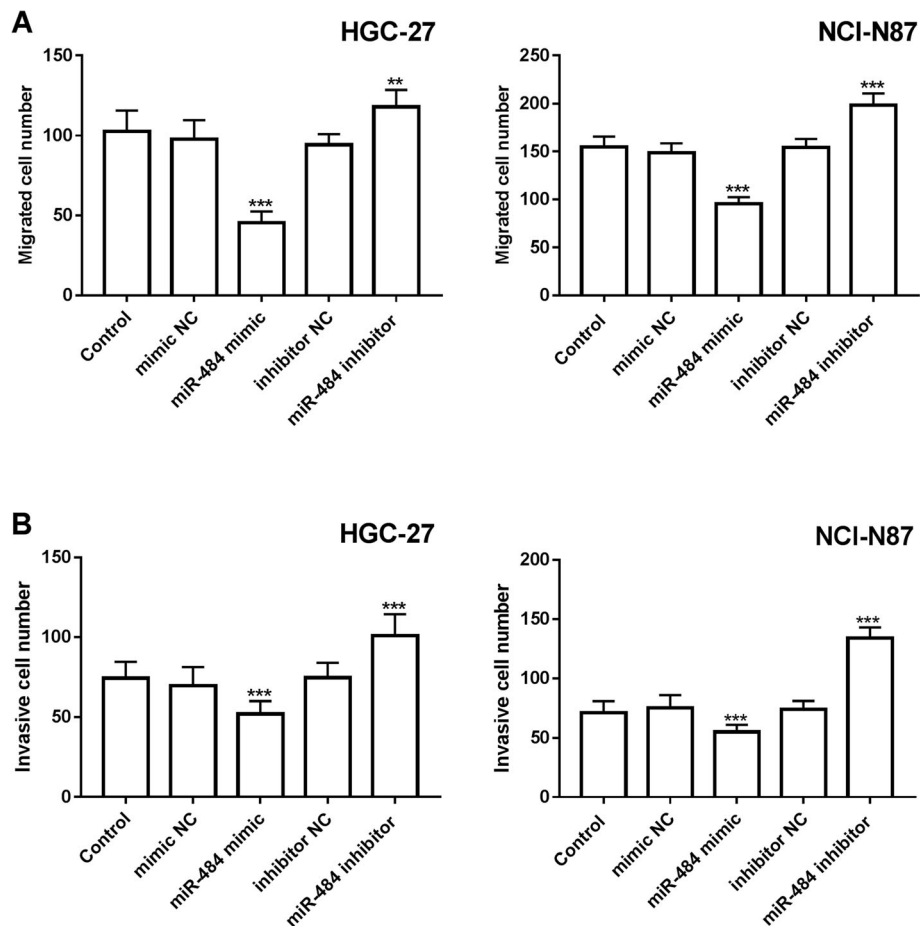 A
HGC-27
Migrated cell number
150
100
50
0
**
***
Control
mimic NC
miR-484 mimic
inhibitor NC
miR-484 inhibitor
NCI-N87
Migrated cell number
250
200
150
100
50
0
***
***
Control
mimic NC
miR-484 mimic
inhibitor NC
miR-484 inhibitor
B
HGC-27
Invasive cell number
150
100
50
0
***
***
Control
mimic NC
miR-484 mimic
inhibitor NC
miR-484 inhibitor
NCI-N87
Invasive cell number
200
150
100
50
0
***
***
Control
mimic NC
miR-484 mimic
inhibitor NC
miR-484 inhibitor